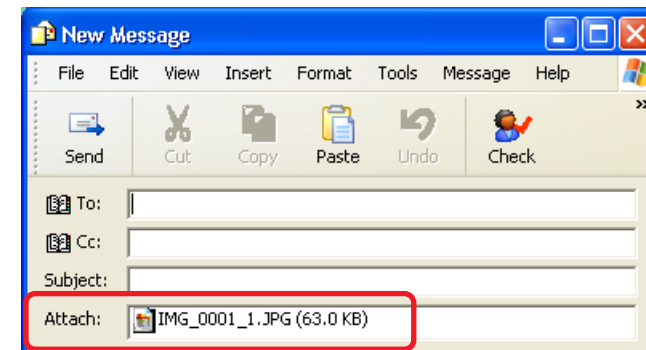 New Message
File Edit View Insert Format Tools Message Help
»
Send Cut Copy Paste Undo Check
To:
Cc:
Subject:
Attach: IMG_0001_1.JPG (63.0 KB)